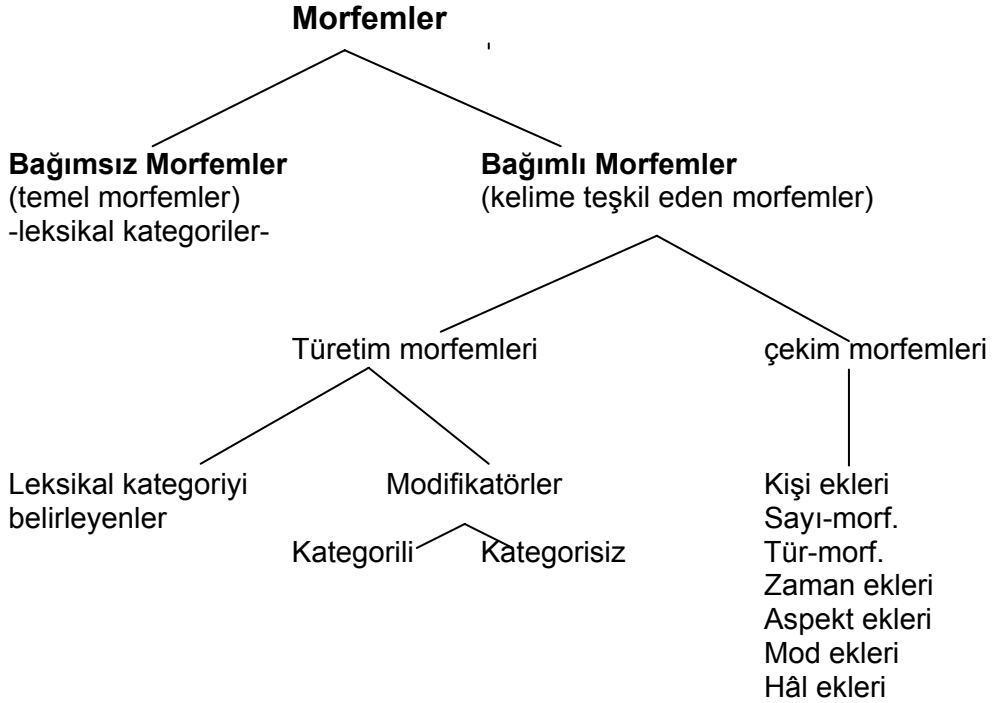 Morfemler
Bağımsız Morfemler
(temel morfemler)
-leksikal kategoriler-
Bağımlı Morfemler
(kelime teşkil eden morfemler)
Türetim morfemleri
çekim morfemleri
Leksikal kategoriyi
belirleyenler
Modifikatörler
Kategorili
Kategorisiz
Kişi ekleri
Sayı-morf.
Tür-morf.
Zaman ekleri
Aspekt ekleri
Mod ekleri
Hâl ekleri